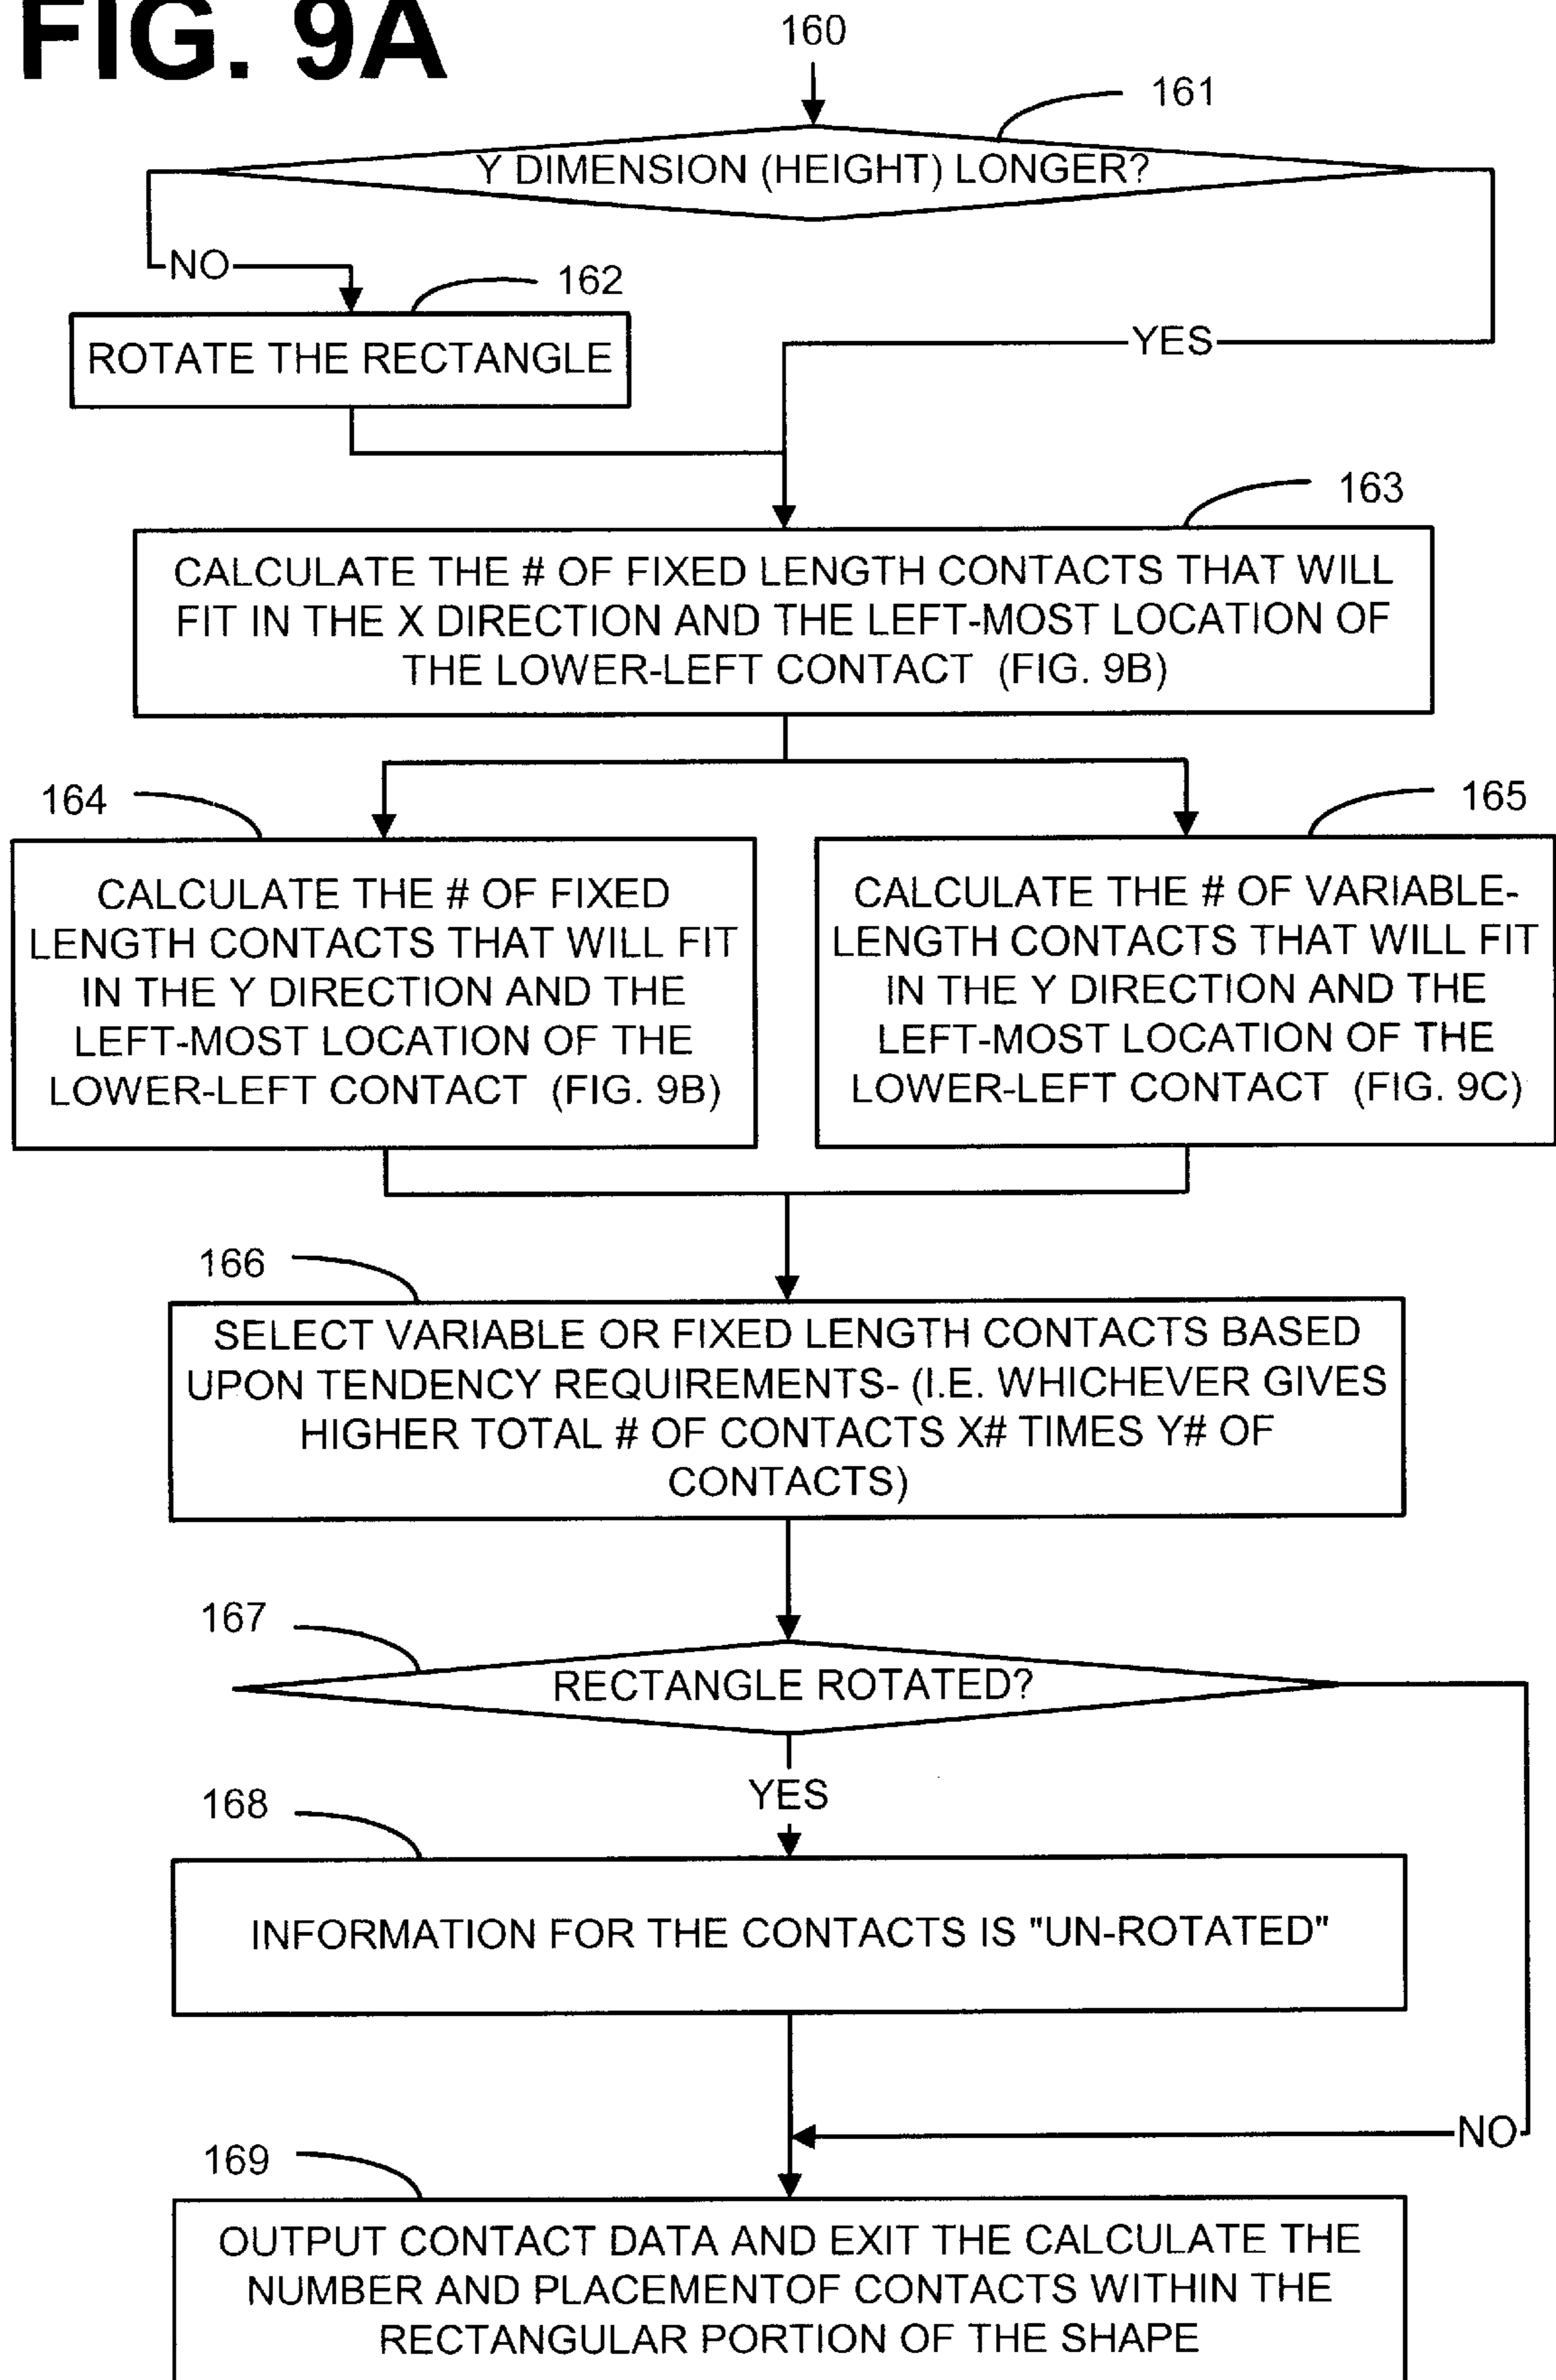 FIG. 9A
160
161
Y DIMENSION (HEIGHT) LONGER?
NO
162
ROTATE THE RECTANGLE
YES
163
CALCULATE THE # OF FIXED LENGTH CONTACTS THAT WILL
FIT IN THE X DIRECTION AND THE LEFT-MOST LOCATION OF
THE LOWER-LEFT CONTACT (FIG. 9B)
164
CALCULATE THE # OF FIXED
LENGTH CONTACTS THAT WILL FIT
IN THE Y DIRECTION AND THE
LEFT-MOST LOCATION OF THE
LOWER-LEFT CONTACT (FIG. 9B)
165
CALCULATE THE # OF VARIABLE-
LENGTH CONTACTS THAT WILL FIT
IN THE Y DIRECTION AND THE
LEFT-MOST LOCATION OF THE
LOWER-LEFT CONTACT (FIG. 9C)
166
SELECT VARIABLE OR FIXED LENGTH CONTACTS BASED
UPON TENDENCY REQUIREMENTS- (I.E. WHICHEVER GIVES
HIGHER TOTAL # OF CONTACTS X# TIMES Y# OF
CONTACTS)
167
RECTANGLE ROTATED?
YES
168
INFORMATION FOR THE CONTACTS IS "UN-ROTATED"
NO
169
OUTPUT CONTACT DATA AND EXIT THE CALCULATE THE
NUMBER AND PLACEMENTOF CONTACTS WITHIN THE
RECTANGULAR PORTION OF THE SHAPE